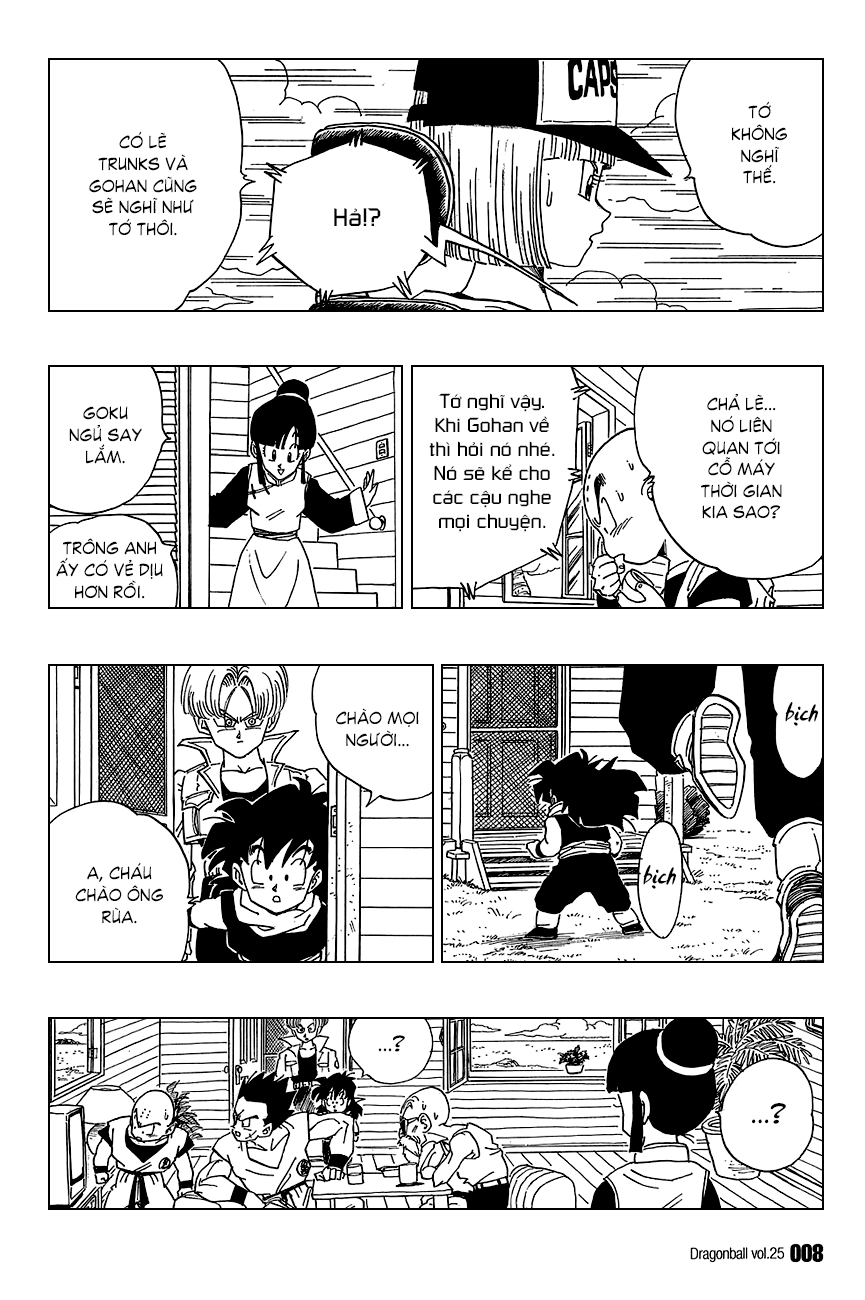 CAPS
TỚ
KHÔNG
NGHĨ
THẾ.
Hả!?
CÓ LẼ
TRUNKS VÀ
GOHAN CŨNG
SẼ NGHĨ NHƯ
TỚ THÔI.
CHẢ LẼ...
NÓ LIÊN
QUAN TỚI
CỖ MÁY
THỜI GIAN
KIA SAO?
Tớ nghĩ vậy.
Khi Gohan về
thì hỏi nó nhé.
Nó sẽ kể cho
các cậu nghe
mọi chuyện.
GOKU
NGỦ SAY
LẮM.
TRÔNG ANH
ẤY CÓ VẺ DỊU
HƠN RỒI.
bịch
bịch
CHÀO MỌI
NGƯỜI...
A, CHÁU
CHÀO ÔNG
RÙA.
...?
...?
Dragonball vol.25 008